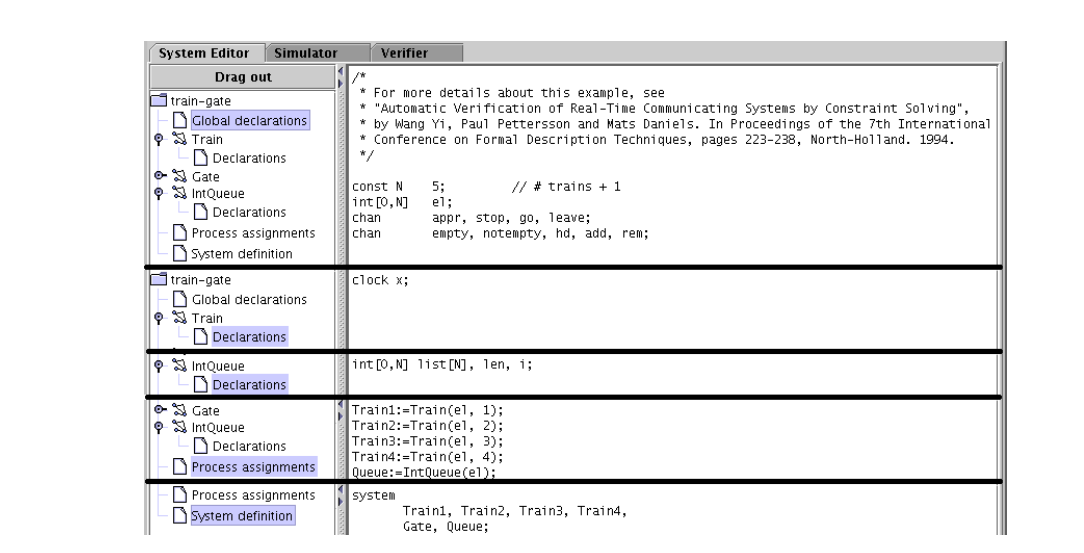 System Editor Simulator Verifier
Drag out
train-gate
Global declarations
Train
Declarations
Gate
IntQueue
Declarations
Process assignments
System definition
/*
* For more details about this example, see
* "Automatic Verification of Real-Time Communicating Systems by Constraint Solving",
* by Wang Yi, Paul Pettersson and Mats Daniels. In Proceedings of the 7th International
* Conference on Formal Description Techniques, pages 223-238, North-Holland. 1994.
*/
const N 5; // # trains + 1
int[0,N] el;
chan appr, stop, go, leave;
chan empty, notempty, hd, add, rem;
train-gate
Global declarations
Train
Declarations
clock x;
IntQueue
Declarations
int[0,N] list[N], len, i;
Gate
IntQueue
Declarations
Process assignments
Train1:=Train(el, 1);
Train2:=Train(el, 2);
Train3:=Train(el, 3);
Train4:=Train(el, 4);
Queue:=IntQueue(el);
Process assignments
System definition
system
Train1, Train2, Train3, Train4,
Gate, Queue;